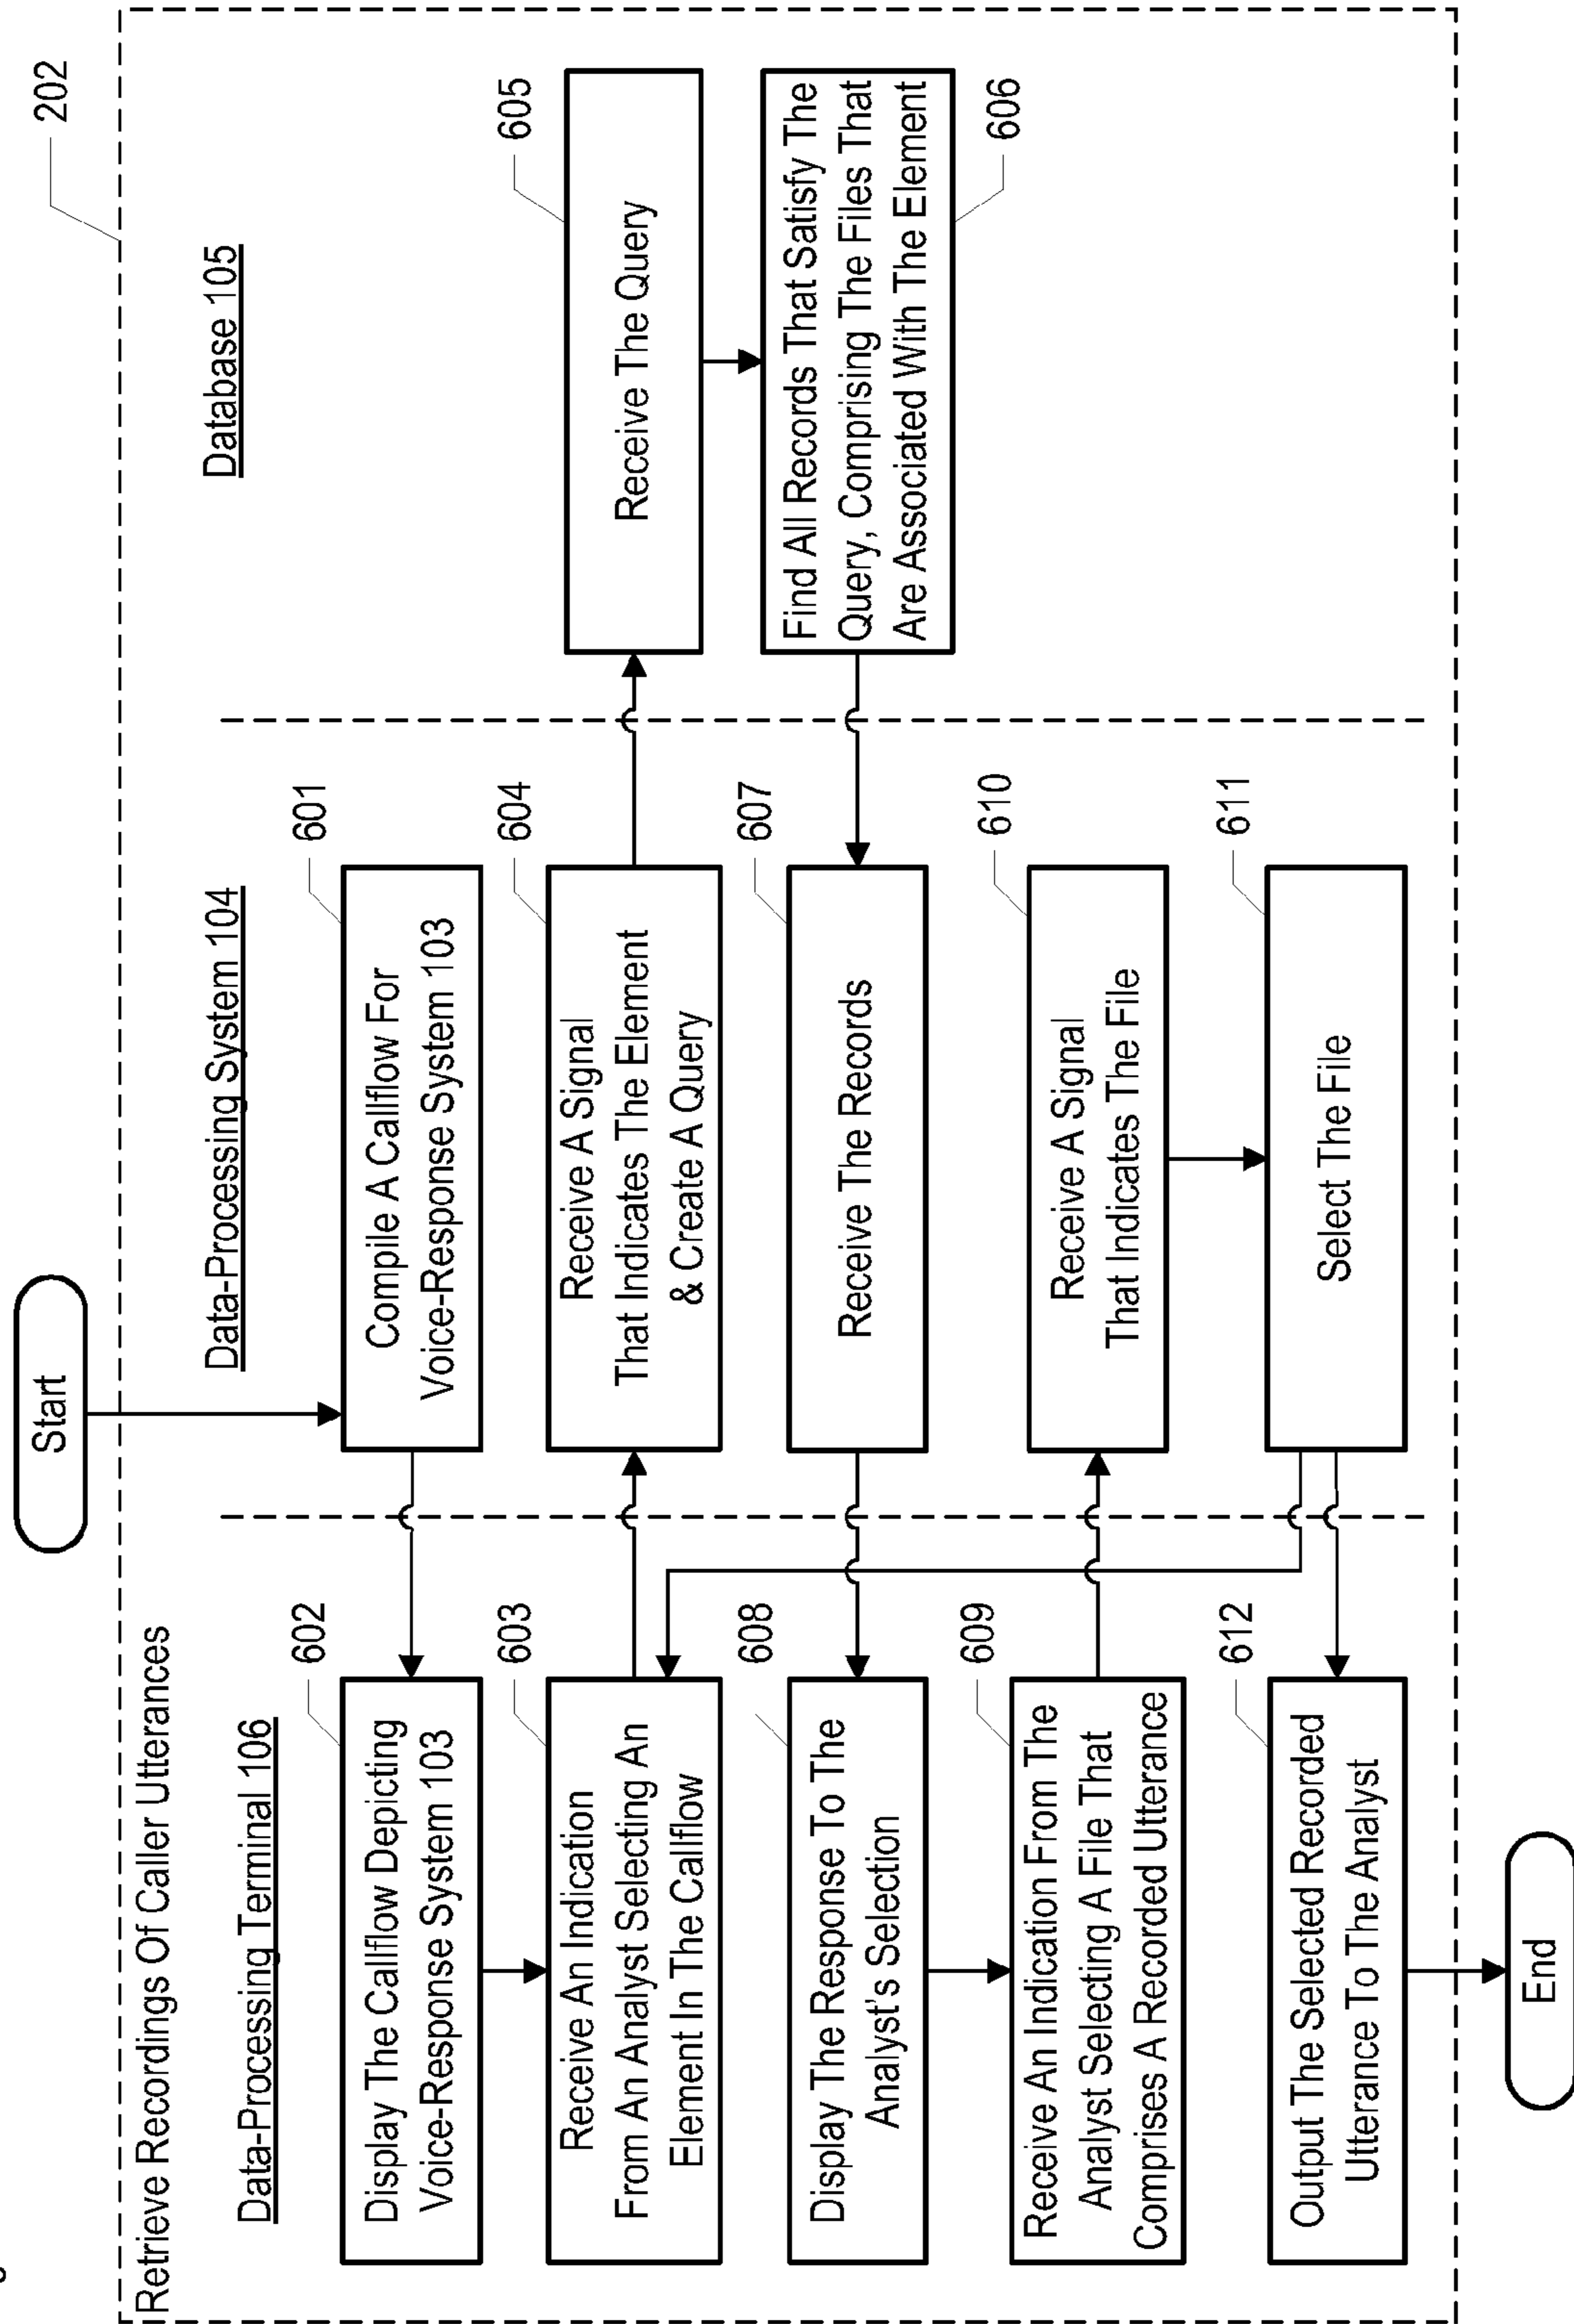 Start
202
Retrieve Recordings Of Caller Utterances
Data-Processing Terminal 106
Data-Processing System 104
Database 105
601
Compile A Callflow For
Voice-Response System 103
602
Display The Callflow Depicting
Voice-Response System 103
603
Receive An Indication
From An Analyst Selecting An
Element In The Callflow
604
Receive A Signal
That Indicates The Element
& Create A Query
605
Receive The Query
606
Find All Records That Satisfy The
Query, Comprising The Files That
Are Associated With The Element
607
Receive The Records
608
Display The Response To The
Analyst's Selection
609
Receive An Indication From The
Analyst Selecting A File That
Comprises A Recorded Utterance
610
Receive A Signal
That Indicates The File
611
Select The File
612
Output The Selected Recorded
Utterance To The Analyst
End